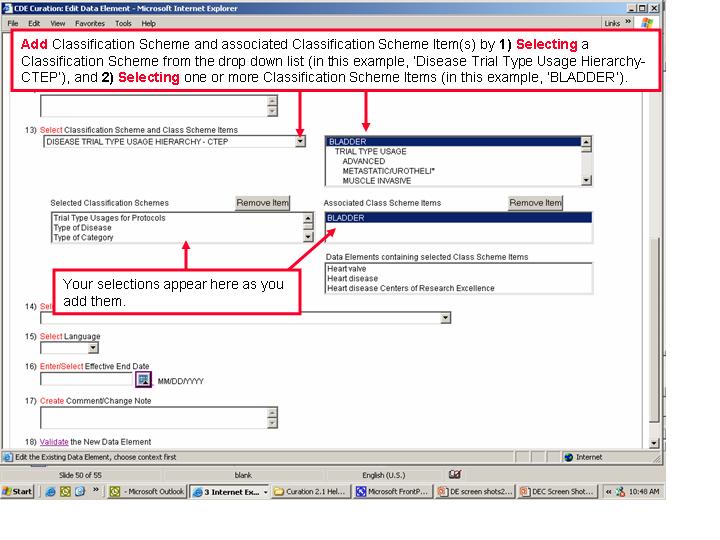 CDE Curation: Edit Data Element - Microsoft Internet Explorer
File Edit View Favorites Tools Help Links »
Add Classification Scheme and associated Classification Scheme Item(s) by 1) Selecting a
Classification Scheme from the drop down list (in this example, 'Disease Trial Type Usage Hierarchy-
CTEP'), and 2) Selecting one or more Classification Scheme Items (in this example, 'BLADDER').
13) Select Classification Scheme and Class Scheme Items
DISEASE TRIAL TYPE USAGE HIERARCHY - CTEP
BLADDER
TRIAL TYPE USAGE
ADVANCED
METASTATIC/UROTHELI*
MUSCLE INVASIVE
Selected Classification Schemes Remove Item Associated Class Scheme Items Remove Item
Trial Type Usages for Protocols
Type of Disease
Type of Category
BLADDER
Data Elements containing selected Class Scheme Items
Heart valve
Heart disease
Heart disease Centers of Research Excellence
Your selections appear here as you
add them.
14) Sel
15) Select Language
16) Enter/Select Effective End Date
MM/DD/YYYY
17) Create Comment/Change Note
18) Validate the New Data Element
Edit the Existing Data Element, choose context first Internet
Slide 50 of 55 blank English (U.S.)
Start » - Microsoft Outlook 3 Internet Ex... Curation 2.1 Hel... Microsoft FrontP... DE screen shots2... DEC Screen Shot... « 10:48 AM